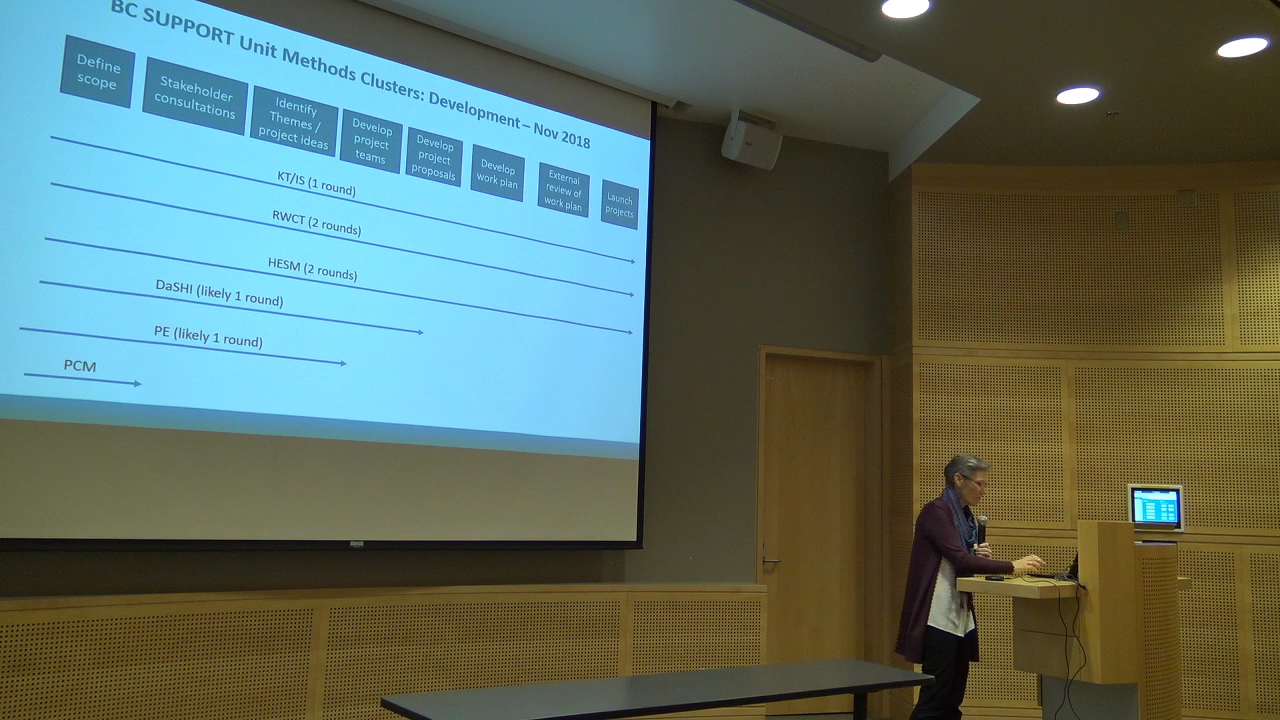 BC SUPPORT Unit Methods Clusters: Development – Nov 2018
Define
scope
Stakeholder
consultations
Identify
Themes /
project ideas
Develop
project
teams
Develop
project
proposals
Develop
work plan
External
review of
work plan
Launch
projects
KT/IS (1 round)
RWCT (2 rounds)
HESM (2 rounds)
DaSHI (likely 1 round)
PE (likely 1 round)
PCM